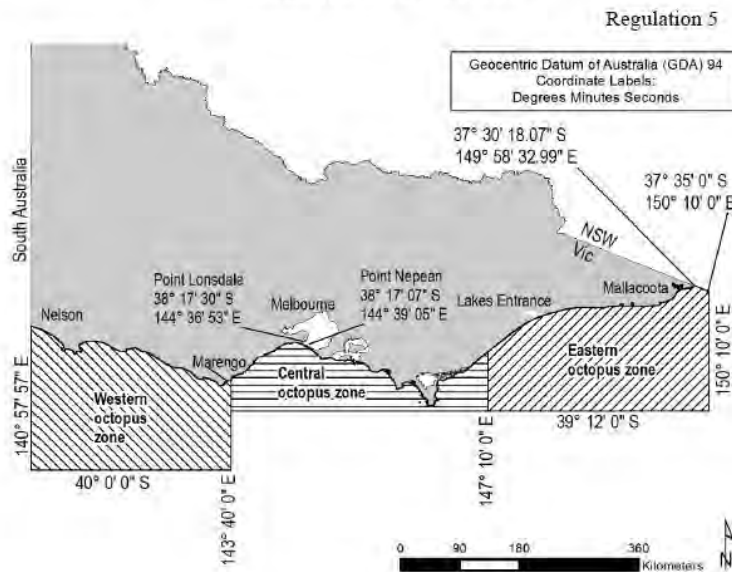 Regulation 5
Geocentric Datum of Australia (GDA) 94
Coordinate Labels:
Degrees Minutes Seconds
37° 30' 18.07" S
149° 58' 32.99" E
37° 35' 0" S
150° 10' 0" E
South Australia
NSW
Vic
Point Lonsdale
38° 17' 30" S
144° 36' 53" E
Melbourne
Point Nepean
38° 17' 07" S
144° 39' 05" E
Lakes Entrance
Mallacoota
Nelson
Marengo
Western
octopus
zone
Central
octopus zone
Eastern
octopus zone
140° 57' 57" E
150° 10' 0" E
39° 12' 0" S
40° 0' 0" S
143° 40' 0" E
147° 10' 0" E
0 90 180 360
Kilometers
N